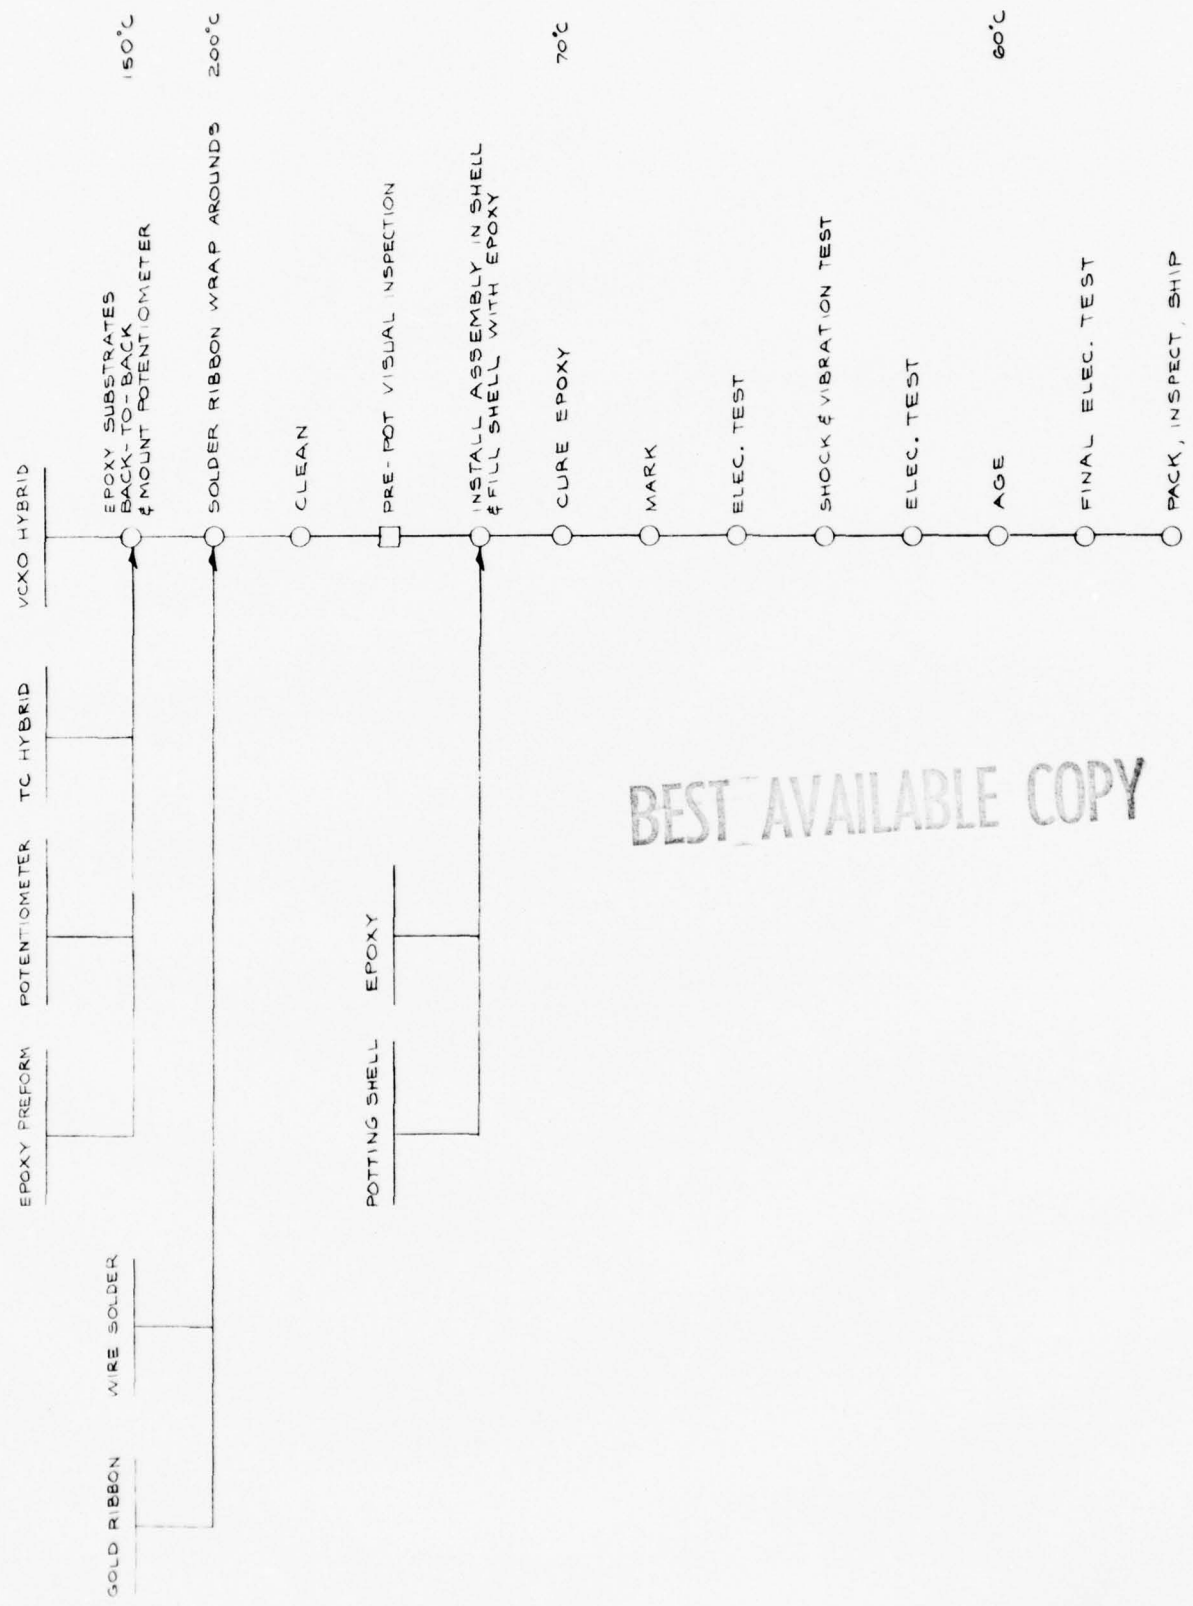 EPOXY PREFORM
POTENTIOMETER
TC HYBRID
VCXO HYBRID
GOLD RIBBON
WIRE SOLDER
EPOXY SUBSTRATES
BACK-TO-BACK
& MOUNT POTENTIOMETER
150°C
SOLDER RIBBON WRAP AROUNDS
200°C
CLEAN
POTTING SHELL
EPOXY
PRE-POT VISUAL INSPECTION
INSTALL ASSEMBLY IN SHELL
& FILL SHELL WITH EPOXY
CURE EPOXY
70°C
MARK
ELEC. TEST
SHOCK & VIBRATION TEST
ELEC. TEST
AGE
60°C
FINAL ELEC. TEST
PACK, INSPECT, SHIP
BEST AVAILABLE COPY